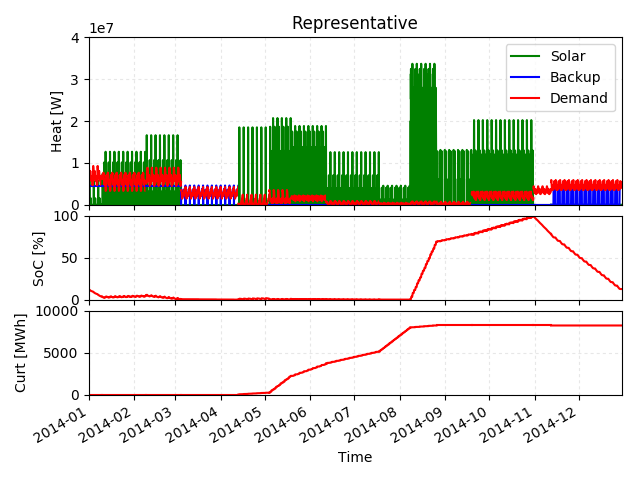 Representative
1e7
Heat [W]
4
3
2
1
0
Solar
Backup
Demand
SoC [%]
100
50
0
Curt [MWh]
10000
5000
0
2014-01
2014-02
2014-03
2014-04
2014-05
2014-06
2014-07
2014-08
2014-09
2014-10
2014-11
2014-12
Time